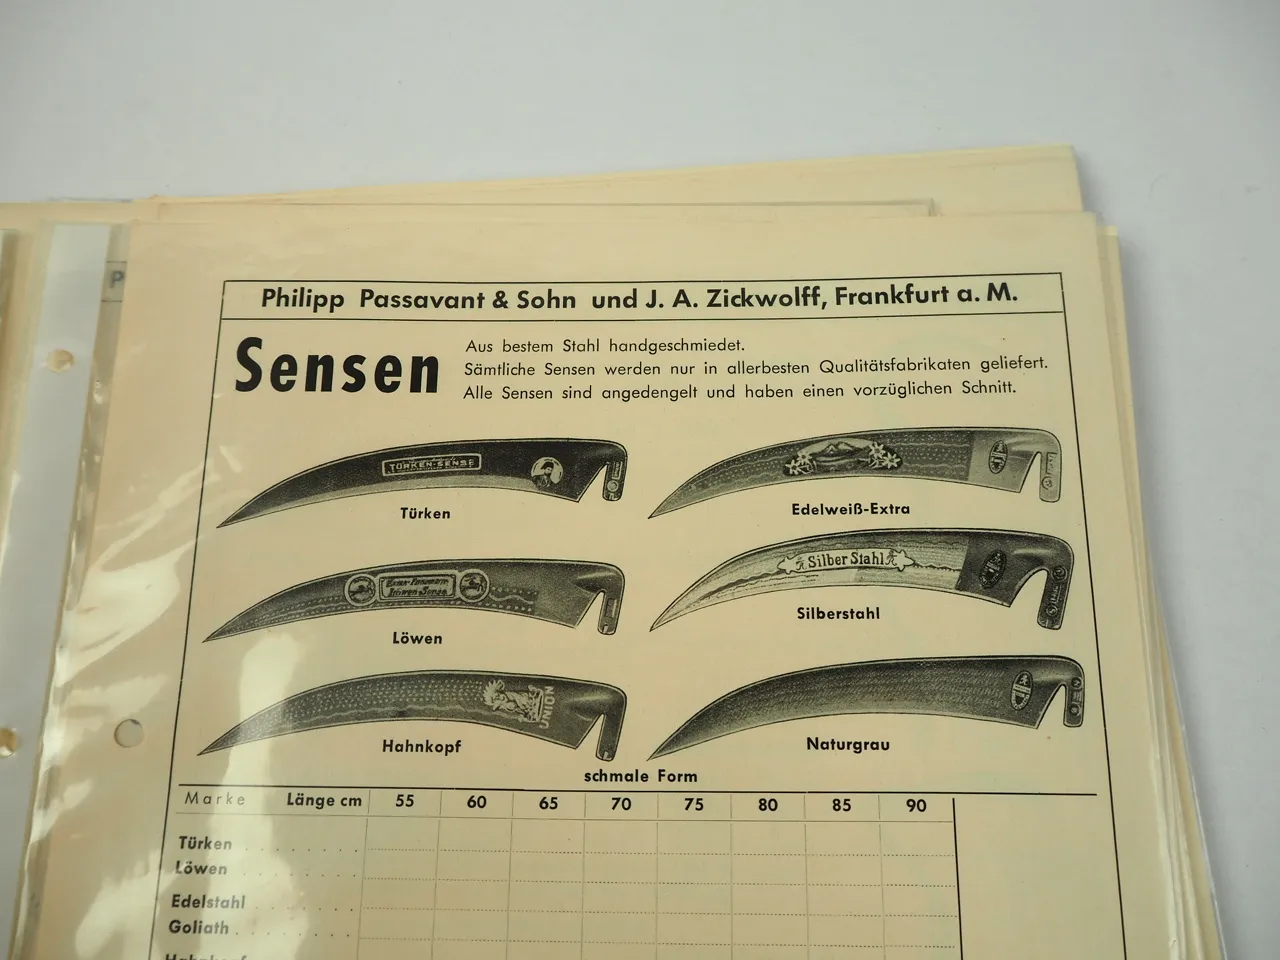 Philipp Passavant & Sohn und J. A. Zickwolff, Frankfurt a. M.
Sensen
Aus bestem Stahl handgeschmiedet.
Sämtliche Sensen werden nur in allerbesten Qualitätsfabrikaten geliefert.
Alle Sensen sind angedengelt und haben einen vorzüglichen Schnitt.
TÜRKEN-SENSE
Türken
Edelweiß-Extra
Löwen-Sense
Löwen
Silber Stahl
Silberstahl
UNION
Hahnkopf
Naturgrau
schmale Form
Marke Länge cm 55 60 65 70 75 80 85 90
Türken
Löwen
Edelstahl
Goliath
Hahnkopf
P